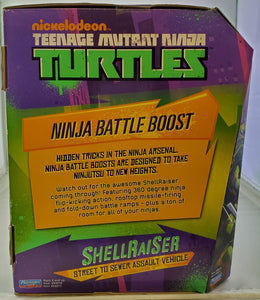 nickelodeon
TEENAGE MUTANT NINJA
TURTLES
NINJA BATTLE BOOST
HIDDEN TRICKS IN THE NINJA ARSENAL.
NINJA BATTLE BOOSTS ARE DESIGNED TO TAKE
NINJUTSU TO NEW HEIGHTS.
Watch out for the awesome ShellRaiser
coming through! Featuring 360 degree ninja
flip-kicking action, rooftop missile-firing
and fold-down battle ramps - plus a ton of
room for all of your ninjas.
SHELLRAISER
STREET TO SEWER ASSAULT VEHICLE